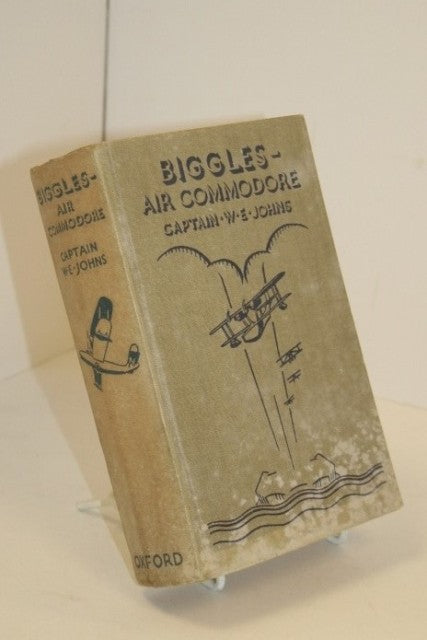 BIGGLES-
AIR
COMMODORE
CAPTAIN
W·E·JOHNS
OXFORD
BIGGLES-
AIR COMMODORE
CAPTAIN·W·E·JOHNS